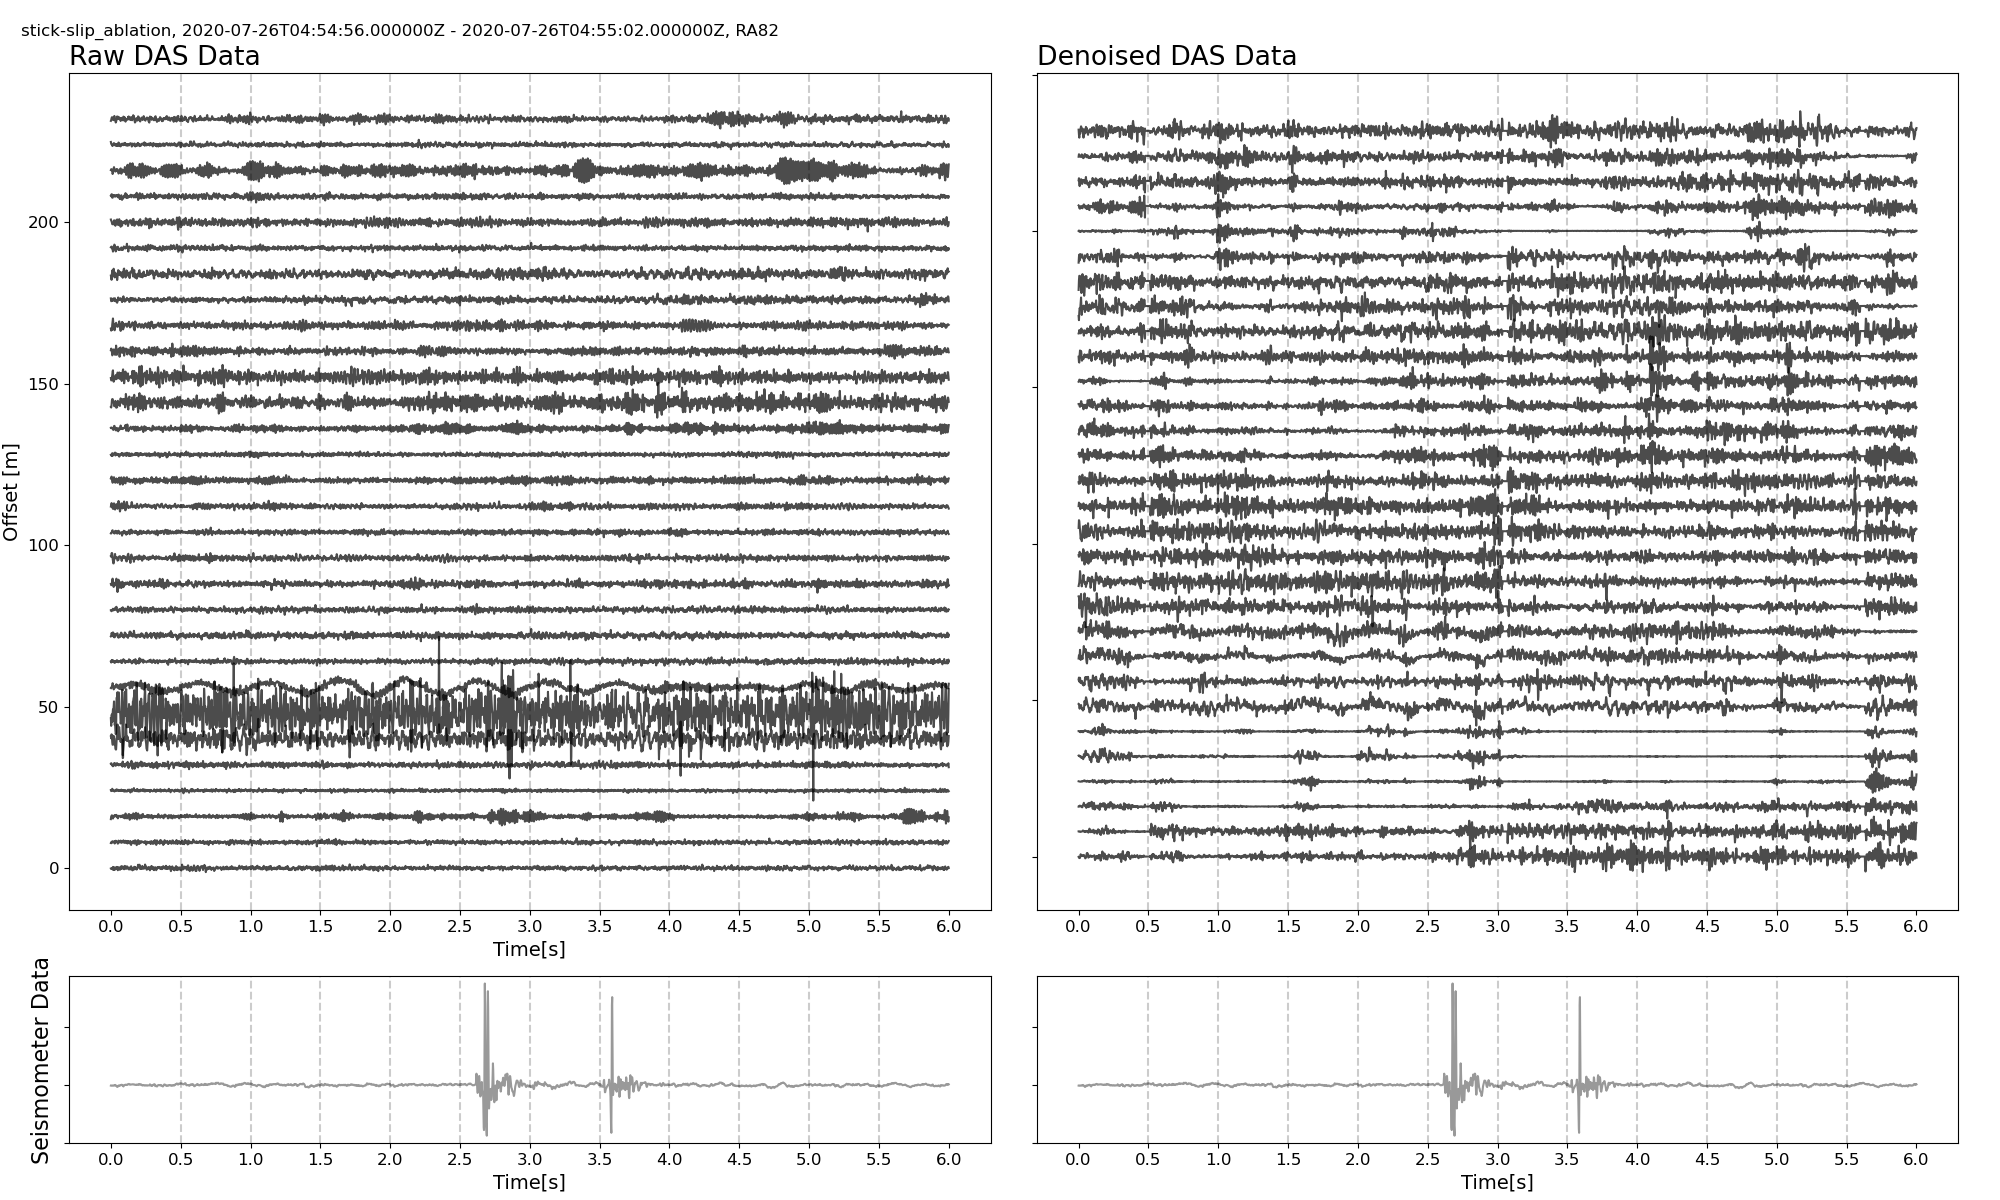 stick-slip_ablation, 2020-07-26T04:54:56.000000Z - 2020-07-26T04:55:02.000000Z, RA82
Raw DAS Data
Denoised DAS Data
Offset [m]
200
150
100
50
0
0.0 0.5 1.0 1.5 2.0 2.5 3.0 3.5 4.0 4.5 5.0 5.5 6.0
Time[s]
0.0 0.5 1.0 1.5 2.0 2.5 3.0 3.5 4.0 4.5 5.0 5.5 6.0
Seismometer Data
0.0 0.5 1.0 1.5 2.0 2.5 3.0 3.5 4.0 4.5 5.0 5.5 6.0
Time[s]
0.0 0.5 1.0 1.5 2.0 2.5 3.0 3.5 4.0 4.5 5.0 5.5 6.0
Time[s]